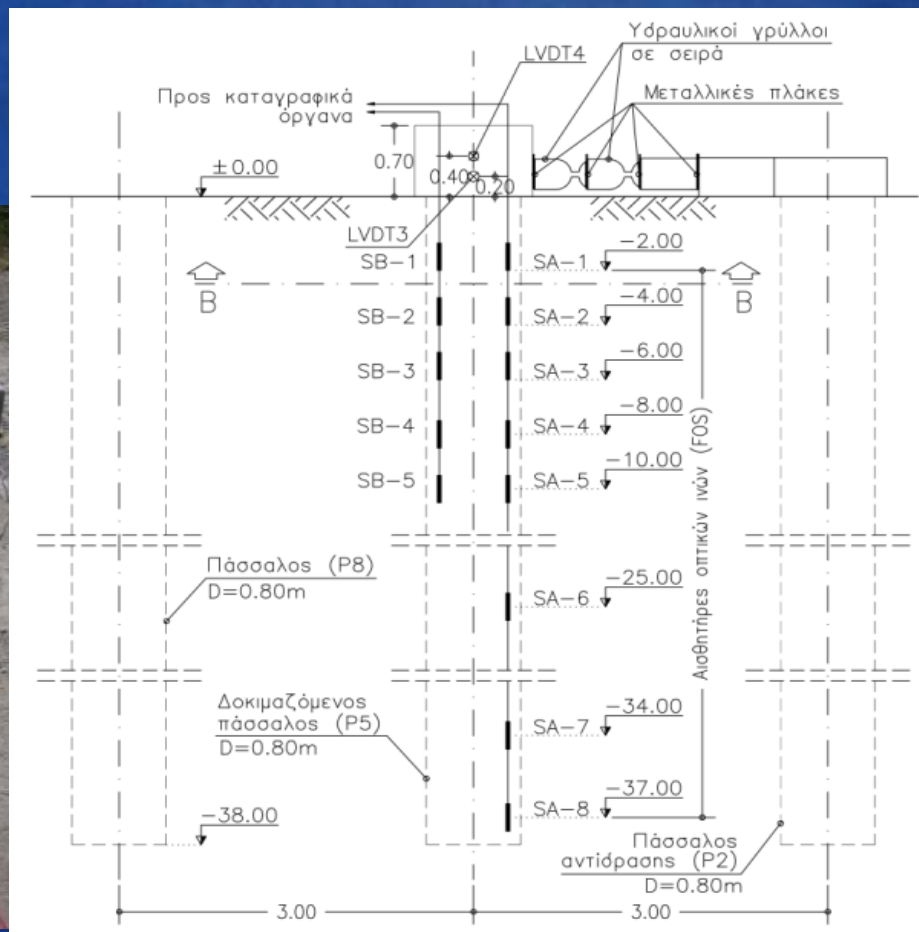 Υδραυλικοί γρύλλοι
σε σειρά
LVDT4
Προς καταγραφικά
όργανα
Μεταλλικές πλάκες
0.70
±0.00
0.40
0.20
LVDT3
-2.00
SB-1
SA-1
B
B
-4.00
SB-2
SA-2
-6.00
SB-3
SA-3
-8.00
SB-4
SA-4
-10.00
SB-5
SA-5
Αισθητήρες οπτικών ινών (FOS)
Πάσσαλος (P8)
D=0.80m
-25.00
SA-6
Δοκιμαζόμενος
πάσσαλος (P5)
D=0.80m
-34.00
SA-7
-37.00
SA-8
-38.00
Πάσσαλος
αντίδρασης (P2)
D=0.80m
3.00
3.00